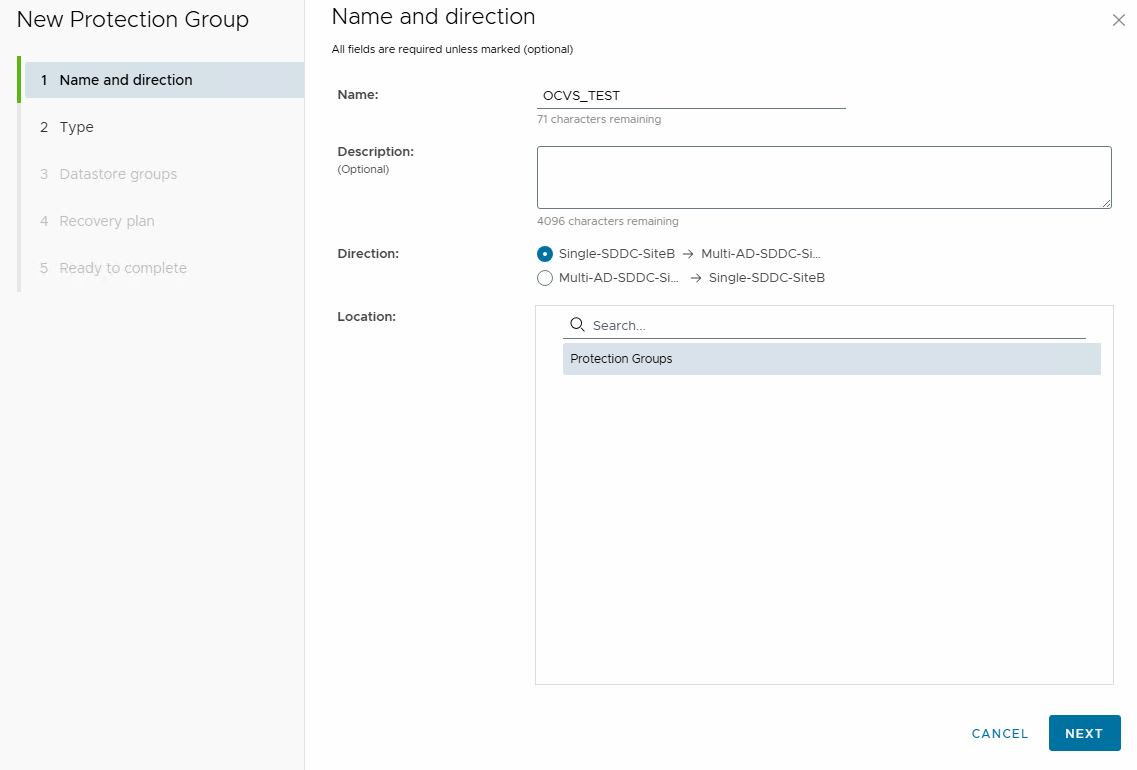 New Protection Group
1 Name and direction
2 Type
3 Datastore groups
4 Recovery plan
5 Ready to complete
Name and direction
All fields are required unless marked (optional)
Name:
OCVS_TEST
71 characters remaining
Description:
(Optional)
4096 characters remaining
Direction:
Single-SDDC-SiteB → Multi-AD-SDDC-Si...
Multi-AD-SDDC-Si... → Single-SDDC-SiteB
Location:
Search...
Protection Groups
CANCEL
NEXT